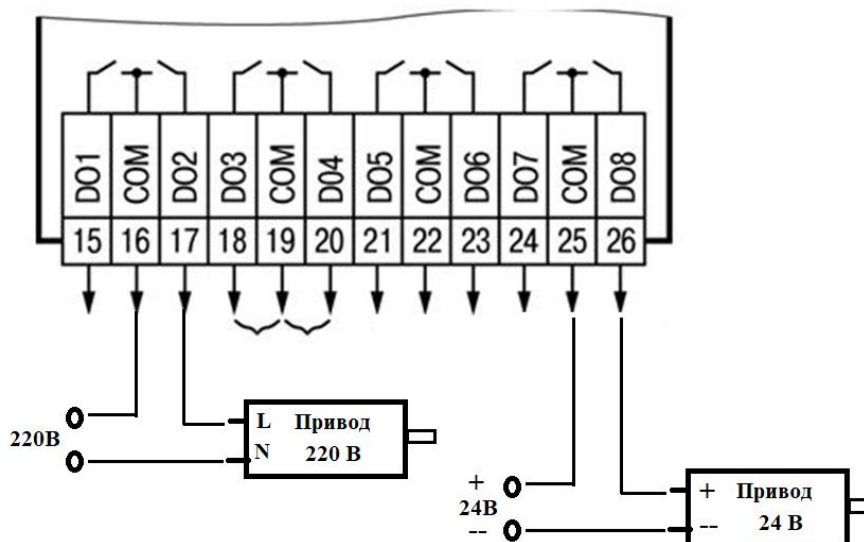 DO1 COM DO2 DO3 COM DO4 DO5 COM DO6 DO7 COM DO8
15 16 17 18 19 20 21 22 23 24 25 26
220В
L Привод
N 220 В
+
24В
--
+ Привод
-- 24 В